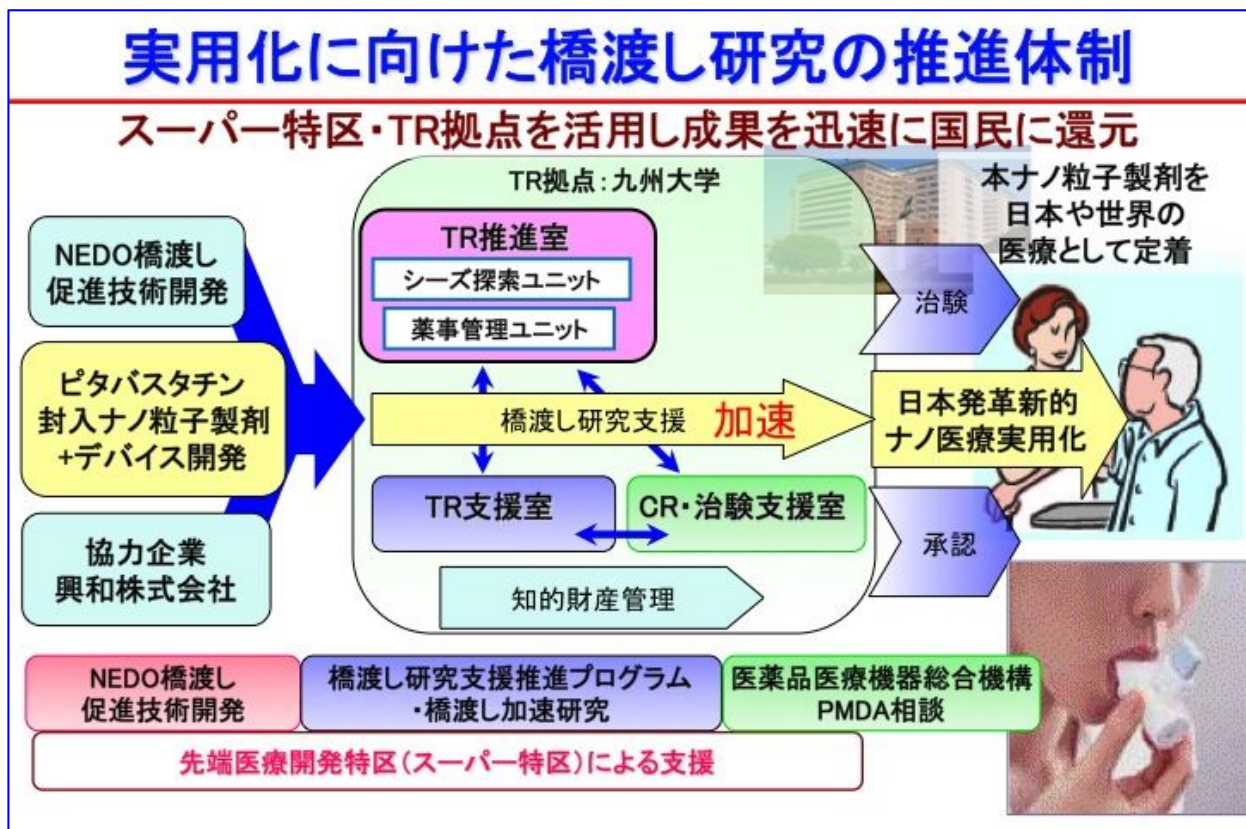 実用化に向けた橋渡し研究の推進体制
スーパー特区・TR拠点を活用し成果を迅速に国民に還元
NEDO橋渡し
促進技術開発
ピタバスタチン
封入ナノ粒子製剤
+デバイス開発
協力企業
興和株式会社
TR拠点：九州大学
TR推進室
シーズ探索ユニット
薬事管理ユニット
橋渡し研究支援 加速
TR支援室
CR・治験支援室
知的財産管理
本ナノ粒子製剤を
日本や世界の
医療として定着
治験
日本発革新的
ナノ医療実用化
承認
NEDO橋渡し
促進技術開発
橋渡し研究支援推進プログラム
・橋渡し加速研究
医薬品医療機器総合機構
PMDA相談
先端医療開発特区（スーパー特区）による支援